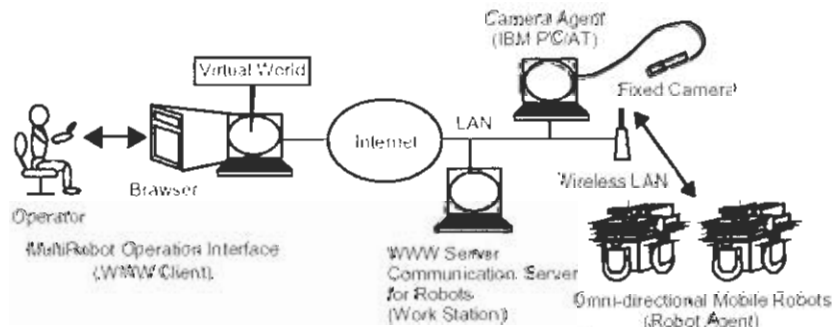 Camera Agent
(IBM PC/AT)
Virtual World
Fixed Camera
LAN
Internet
Wireless LAN
Brawser
Operator
MultiRobot Operation Interface
(WWW Client)
WWW Server
Communication Server
for Robots
(Work Station)
Omni-directional Mobile Robots
(Robot Agent)